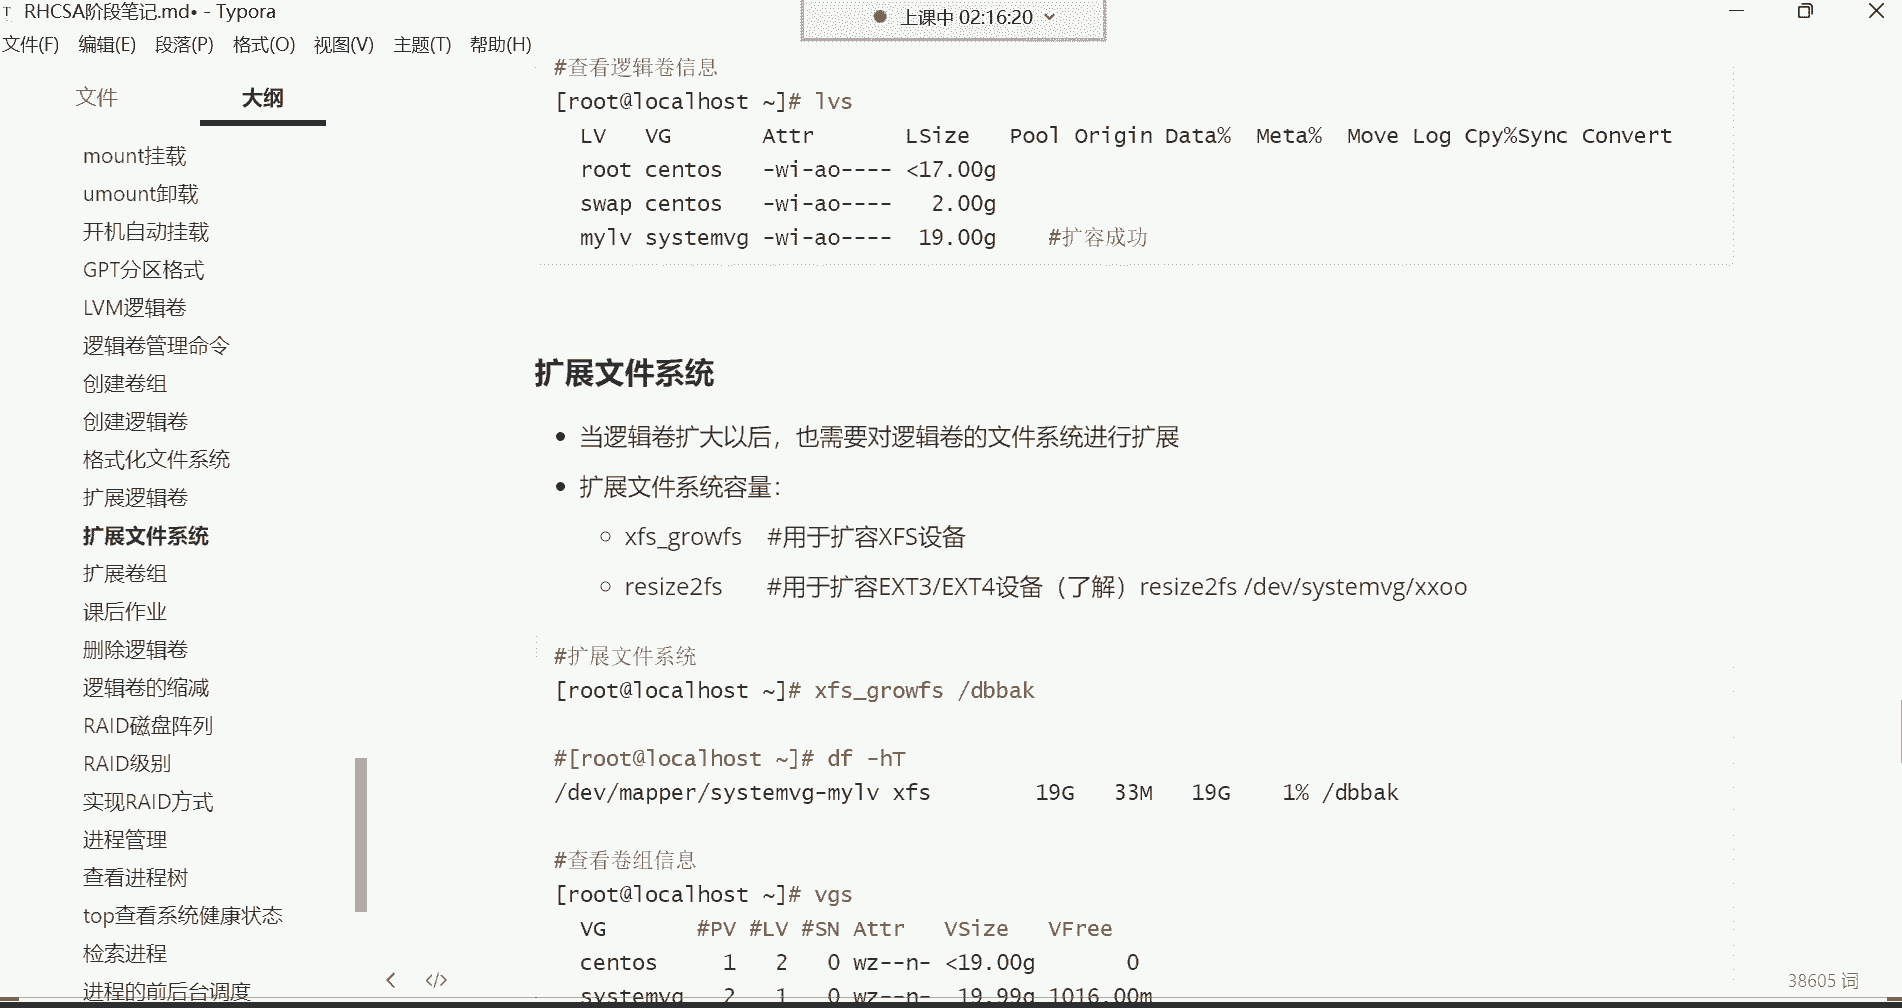 RHCSA阶段笔记.md• - Typora
上课中 02:16:20
文件(F) 编辑(E) 段落(P) 格式(O) 视图(V) 主题(T) 帮助(H)
文件 大纲
mount挂载
umount卸载
开机自动挂载
GPT分区格式
LVM逻辑卷
逻辑卷管理命令
创建卷组
创建逻辑卷
格式化文件系统
扩展逻辑卷
扩展文件系统
扩展卷组
课后作业
删除逻辑卷
逻辑卷的缩减
RAID磁盘阵列
RAID级别
实现RAID方式
进程管理
查看进程树
top查看系统健康状态
检索进程
进程的前后台调度
#查看逻辑卷信息
[root@localhost ~]# lvs
LV VG Attr LSize Pool Origin Data% Meta% Move Log Cpy%Sync Convert
root centos -wi-ao---- <17.00g
swap centos -wi-ao---- 2.00g
mylv systemvg -wi-ao---- 19.00g #扩容成功
扩展文件系统
• 当逻辑卷扩大以后，也需要对逻辑卷的文件系统进行扩展
• 扩展文件系统容量：
○ xfs_growfs #用于扩容XFS设备
○ resize2fs #用于扩容EXT3/EXT4设备（了解）resize2fs /dev/systemvg/xxoo
#扩展文件系统
[root@localhost ~]# xfs_growfs /dbbak
#[root@localhost ~]# df -hT
/dev/mapper/systemvg-mylv xfs 19G 33M 19G 1% /dbbak
#查看卷组信息
[root@localhost ~]# vgs
VG #PV #LV #SN Attr VSize VFree
centos 1 2 0 wz--n- <19.00g 0
systemvg 2 1 0 wz--n- 19.99g 1016.00m
38605 词